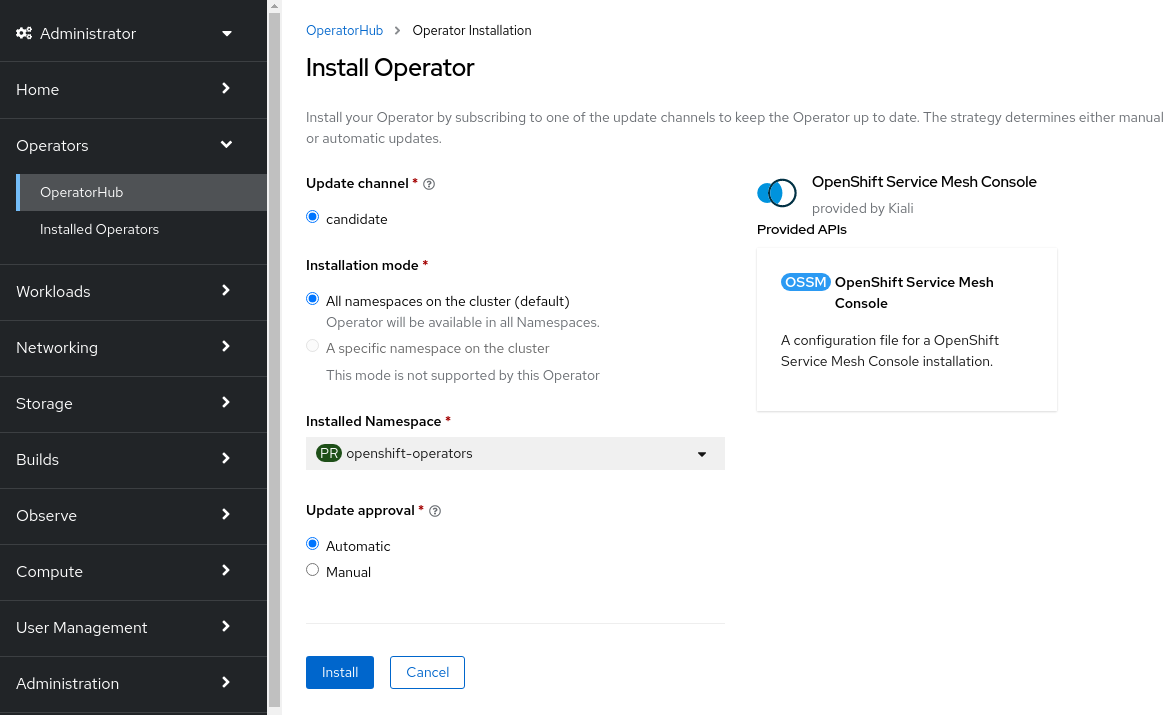 Administrator
Home
Operators
OperatorHub
Installed Operators
Workloads
Networking
Storage
Builds
Observe
Compute
User Management
Administration
OperatorHub > Operator Installation
Install Operator
Install your Operator by subscribing to one of the update channels to keep the Operator up to date. The strategy determines either manual
or automatic updates.
Update channel *
candidate
Installation mode *
All namespaces on the cluster (default)
Operator will be available in all Namespaces.
A specific namespace on the cluster
This mode is not supported by this Operator
Installed Namespace *
PR openshift-operators
Update approval *
Automatic
Manual
Install Cancel
OpenShift Service Mesh Console
provided by Kiali
Provided APIs
OSSM OpenShift Service Mesh
Console
A configuration file for a OpenShift
Service Mesh Console installation.